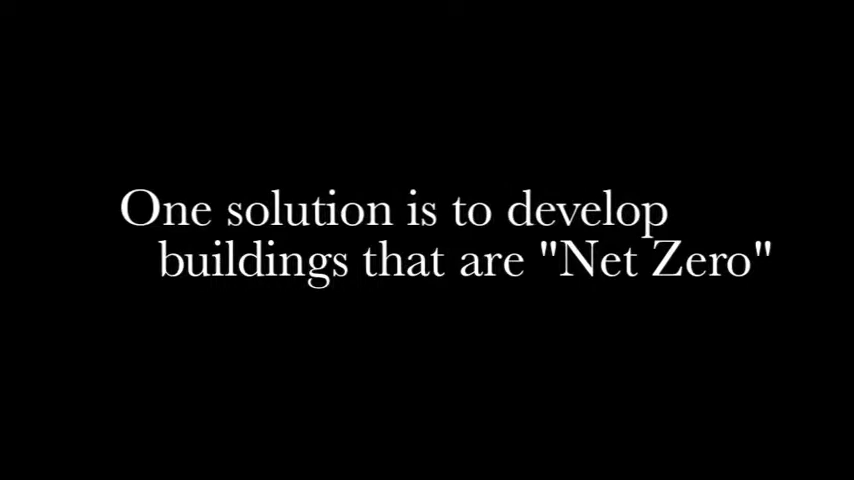 One solution is to develop
buildings that are "Net Zero"